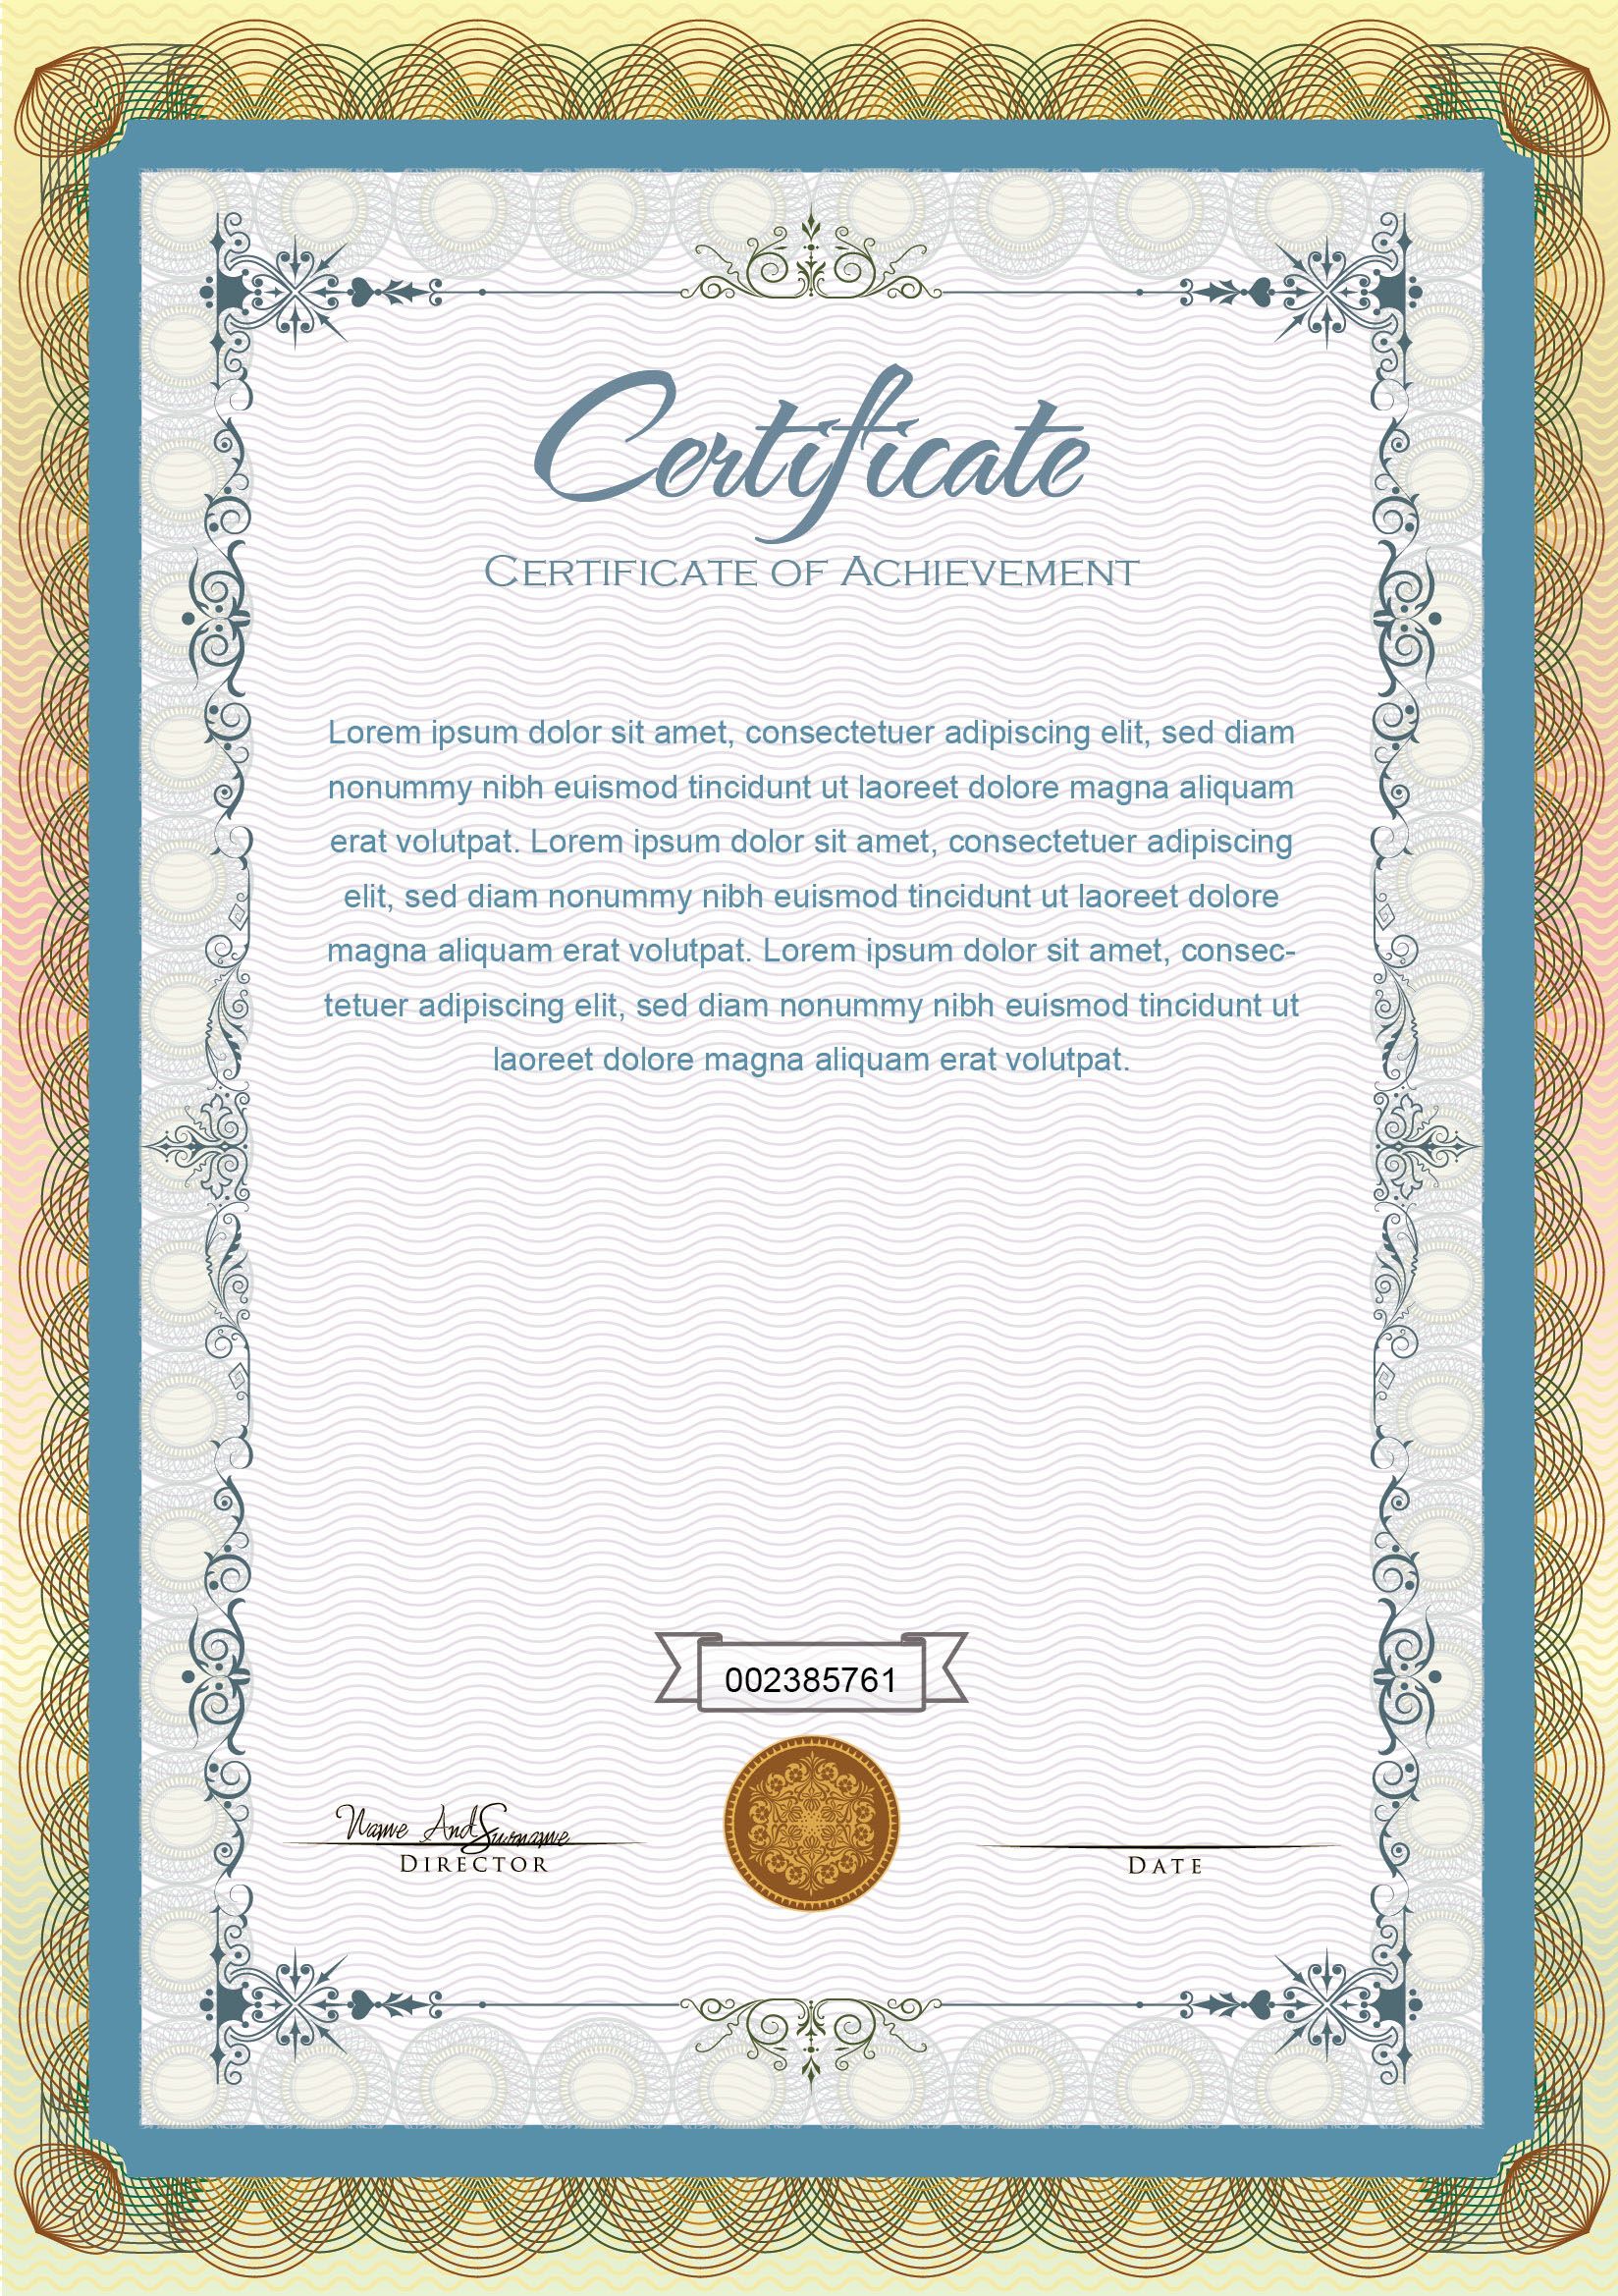 Certificate
Certificate of Achievement
Lorem ipsum dolor sit amet, consectetuer adipiscing elit, sed diam
nonummy nibh euismod tincidunt ut laoreet dolore magna aliquam
erat volutpat. Lorem ipsum dolor sit amet, consectetuer adipiscing
elit, sed diam nonummy nibh euismod tincidunt ut laoreet dolore
magna aliquam erat volutpat. Lorem ipsum dolor sit amet, consec-
tetuer adipiscing elit, sed diam nonummy nibh euismod tincidunt ut
laoreet dolore magna aliquam erat volutpat.
002385761
Name And Surname
Director
Date